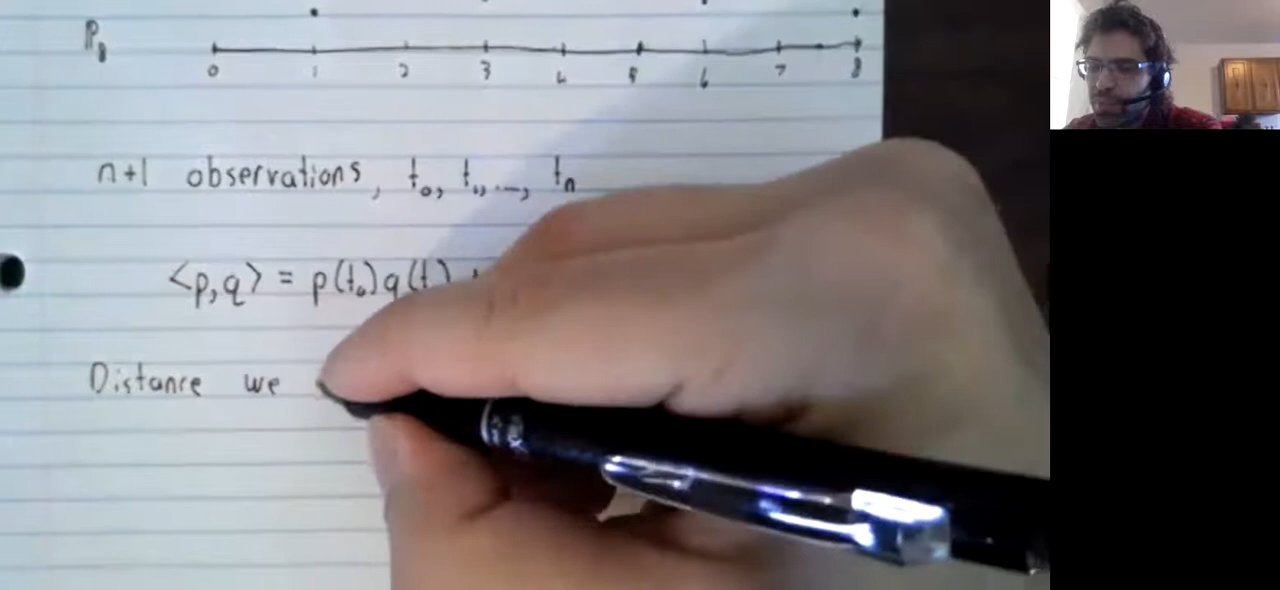 ℙ₈
0 1 2 3 4 5 6 7 8
n+1 observations, t₀, t₁, ..., tₙ
<p,q> = p(t₀)q(t
Distance we